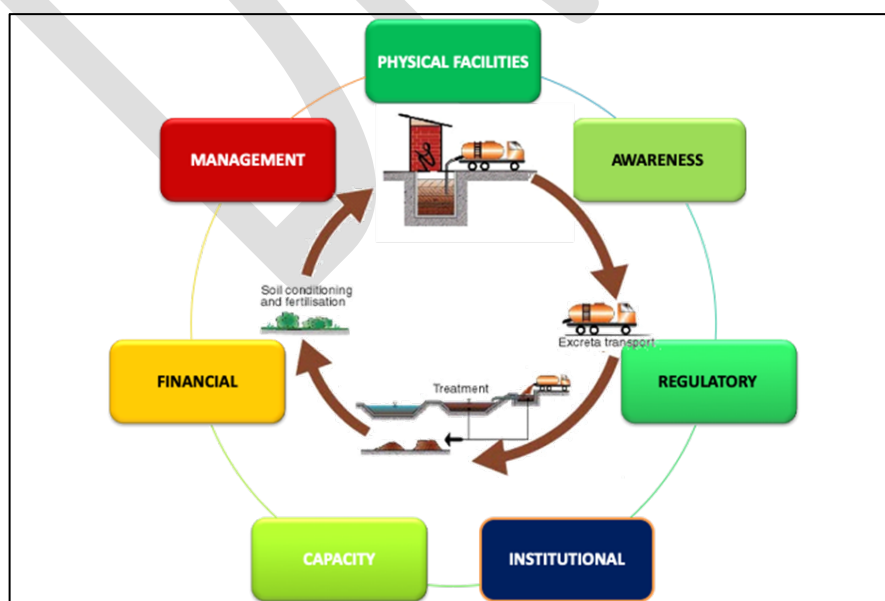 PHYSICAL FACILITIES
MANAGEMENT
AWARENESS
Soil conditioning
and fertilisation
Excreta transport
FINANCIAL
Treatment
REGULATORY
CAPACITY
INSTITUTIONAL